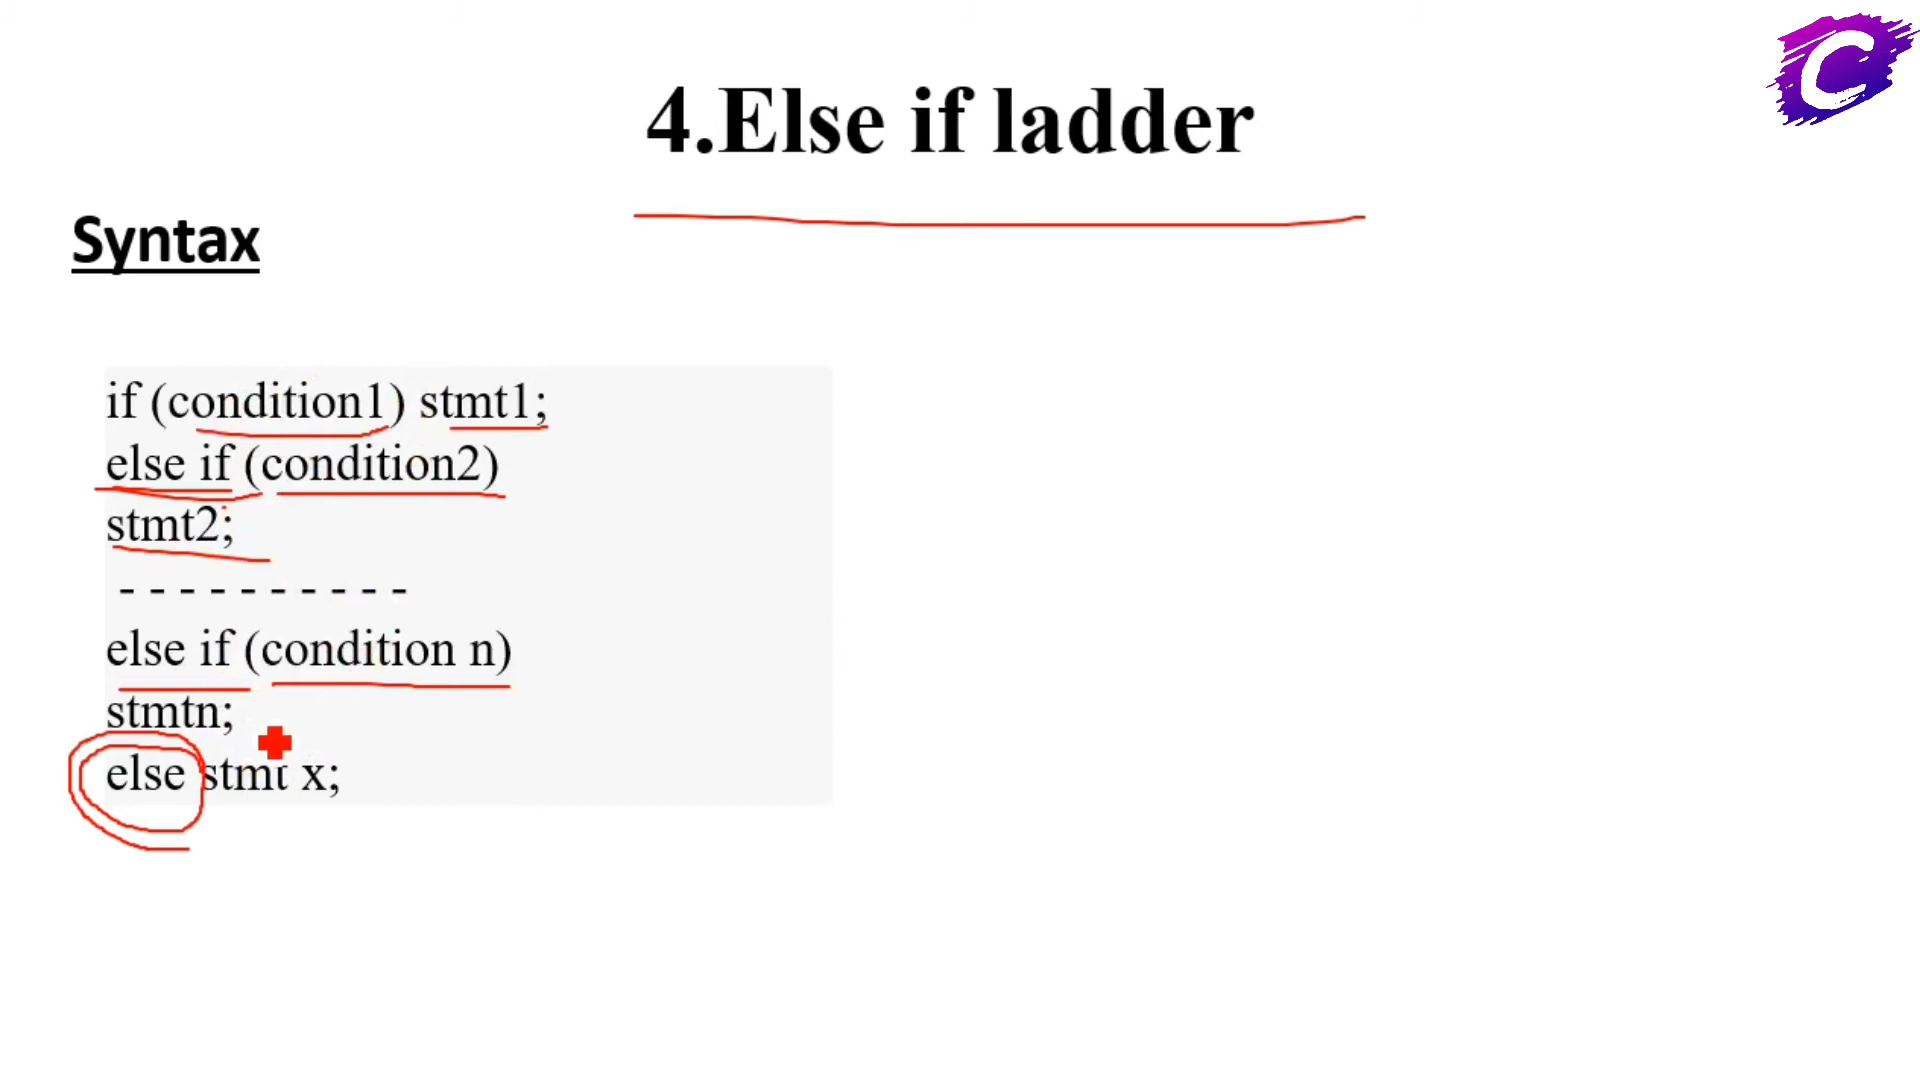 C
4.Else if ladder
Syntax
if (condition1) stmt1;
else if (condition2)
stmt2;
- - - - - - - - - -
else if (condition n)
stmtn;
else stmt x;